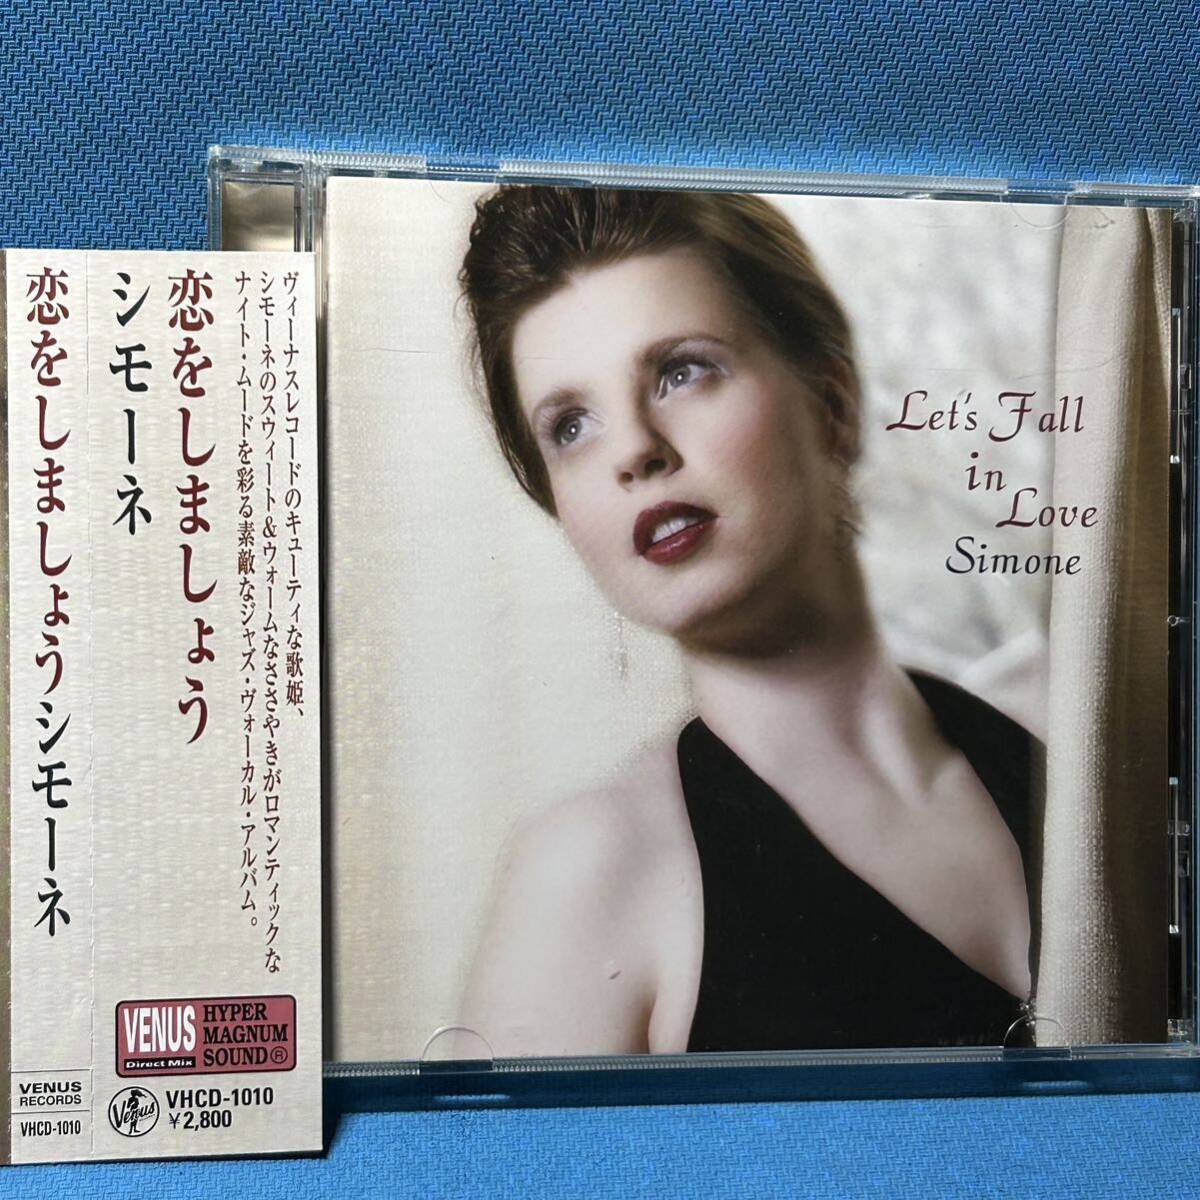 恋をしましょう シモーネ
VENUS
RECORDS
VHCD-1010
恋をしましょう
シモーネ
ヴィーナスレコードのキューティな歌姫、
シモーネのスウィート&ウォームなささやきがロマンティックな
ナイト・ムードを彩る素敵なジャズ・ヴォーカル・アルバム。
VENUS
Direct Mix
HYPER
MAGNUM
SOUND®
Venus
VHCD-1010
¥2,800
Let's Fall
in
Love
Simone